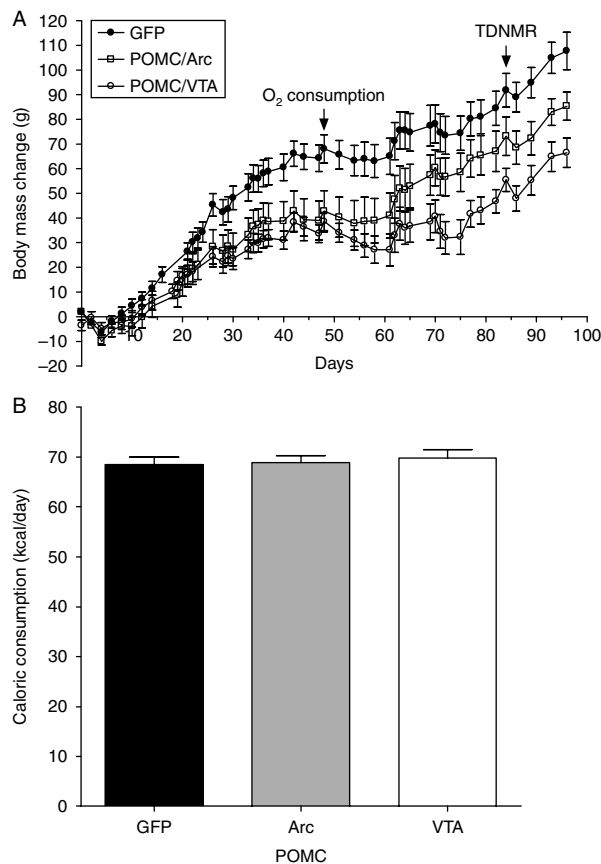 A
120
110
100
90
80
70
60
50
40
30
20
10
0
−10
−20
Body mass change (g)
GFP
POMC/Arc
POMC/VTA
O₂ consumption
TDNMR
0 10 20 30 40 50 60 70 80 90 100
Days
B
80
70
60
50
40
30
20
10
0
Caloric consumption (kcal/day)
GFP Arc VTA
POMC